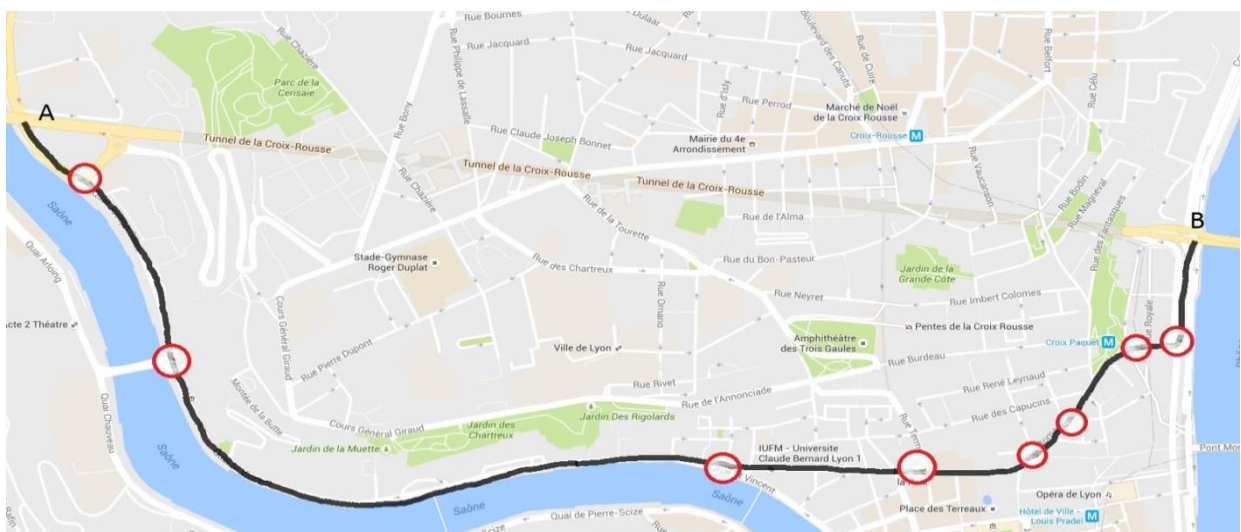 Rue Bournes
Rue Dulaar
Rue Chazière
Rue Philippe de Lassalle
Rue Jacquard
Rue Jacquard
Boulevard des Canuts
Rue de Cuire
Rue de Belfort
Parc de la
Cerisaie
Rue Bony
Rue d'Isly
Rue Perrod
Marché de Noël
de la Croix Rousse
Rue Célu
A
Tunnel de la Croix-Rousse
Rue Claude Joseph Bonnet
Mairie du 4e
Arrondissement
Croix-Rousse M
Tunnel de la Croix-Rousse
Tunnel de la Croix-Rousse
Rue Chazière
Rue Vaucanson
Rue Bodin
Rue Magneval
Saône
Rue de la Tourette
Rue de l'Alma
Rue des Fantasques
B
Quai Arloing
Stade-Gymnase
Roger Duplat
Rue des Chartreux
Rue du Bon-Pasteur
Jardin de la
Grande Côte
Rue Ornano
Rue Neyret
Rue Imbert Colomes
Acte 2 Théatre
Cours Général Giraud
Rue Pierre Dupont
Ville de Lyon
Amphithéâtre
des Trois Gaules
Pentes de la Croix Rousse
Rue Royale
Croix Paquet M
Rue Burdeau
Rue Rivet
Rue René Leynaud
Quai Chauveau
Montée de la Butte
Rue de l'Annonciade
Jardin Des Rigolards
Rue des Capucins
Cours Général Giraud
Jardin des
Chartreux
Jardin de la Muette
Saône
IUFM - Universite
Claude Bernard Lyon 1
Rue Terme
Pont Mor
Saône
Saône
Vincent
Opéra de Lyon
Place des Terreaux
Quai de Pierre-Scize
Hôtel de Ville -
Louis Pradel M